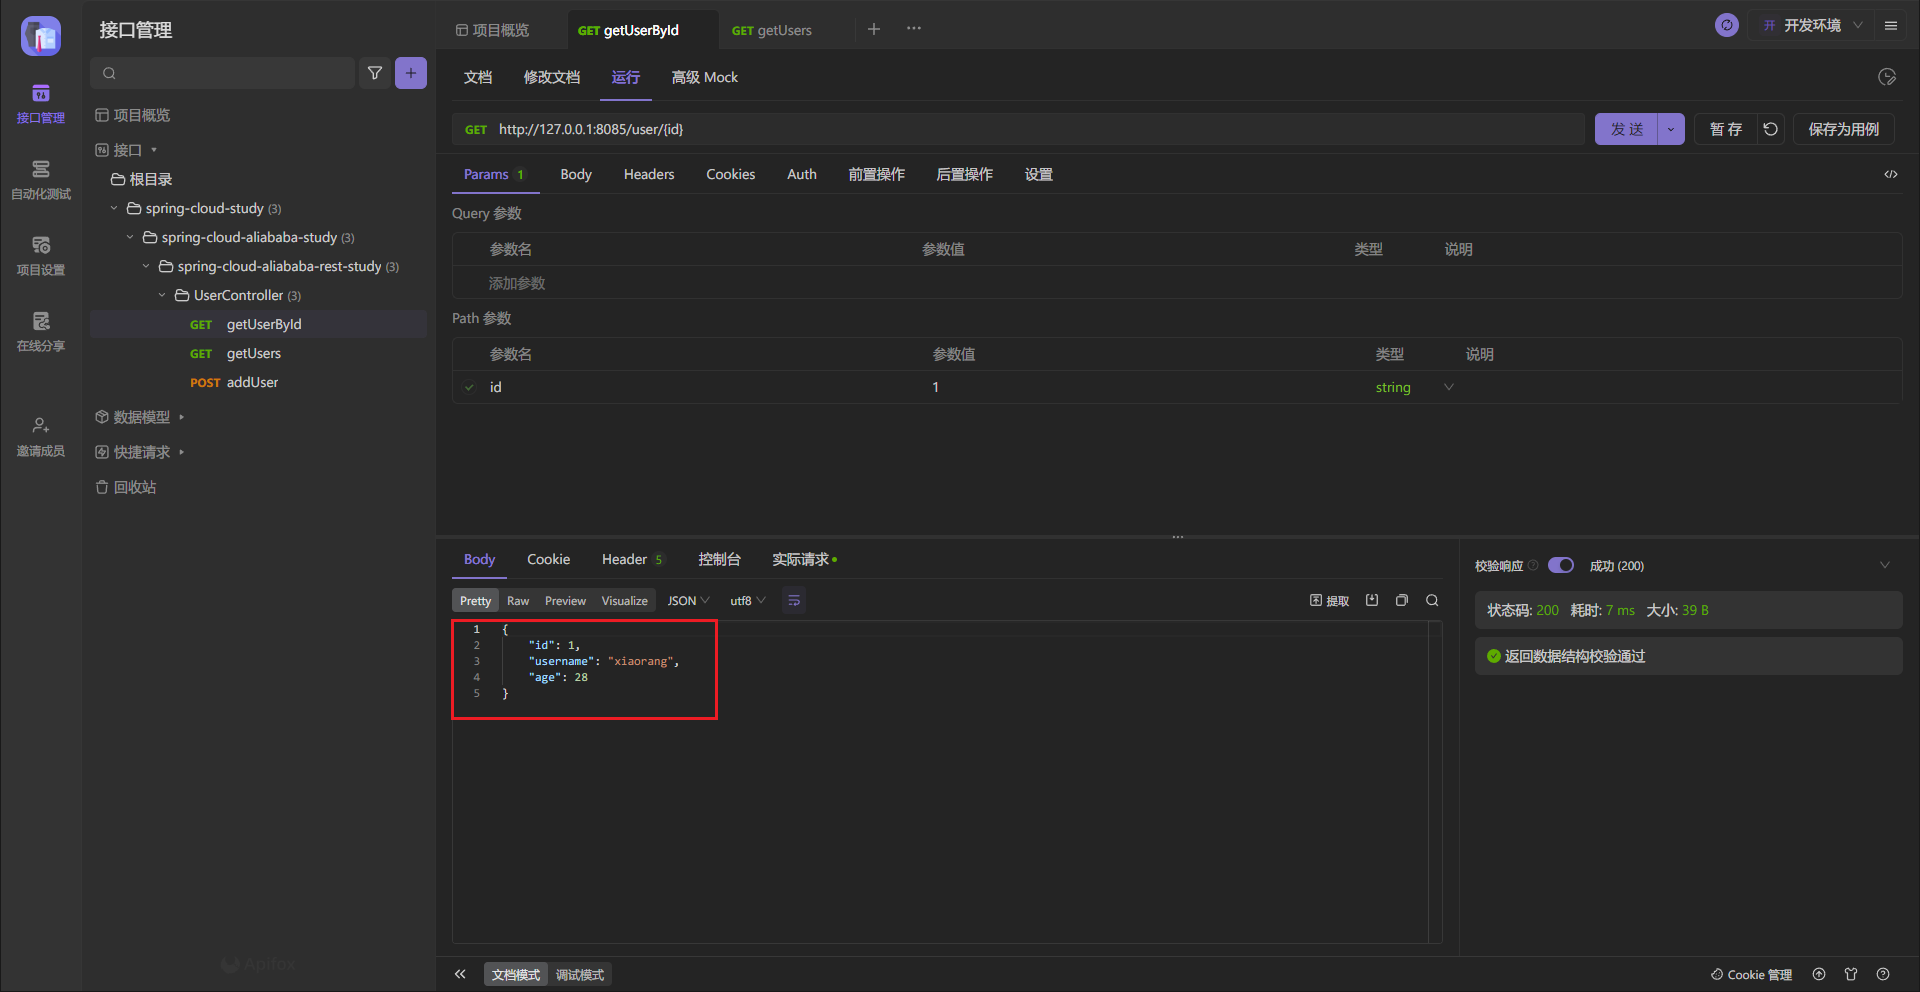 接口管理
自动化测试
项目设置
在线分享
邀请成员
接口管理
项目概览
接口
根目录
spring-cloud-study (3)
spring-cloud-aliababa-study (3)
spring-cloud-aliababa-rest-study (3)
UserController (3)
GET getUserById
GET getUsers
POST addUser
数据模型
快捷请求
回收站
Apifox
项目概览 GET getUserById GET getUsers
开 开发环境
文档 修改文档 运行 高级 Mock
GET http://127.0.0.1:8085/user/{id} 发 送 暂 存 保存为用例
Params 1 Body Headers Cookies Auth 前置操作 后置操作 设置
Query 参数
参数名 参数值 类型 说明
添加参数
Path 参数
参数名 参数值 类型 说明
id 1 string
Body Cookie Header 5 控制台 实际请求
Pretty Raw Preview Visualize JSON utf8 提取
1 {
2 "id": 1,
3 "username": "xiaorang",
4 "age": 28
5 }
校验响应 成功 (200)
状态码: 200 耗时: 7 ms 大小: 39 B
返回数据结构校验通过
文档模式 调试模式
Cookie 管理